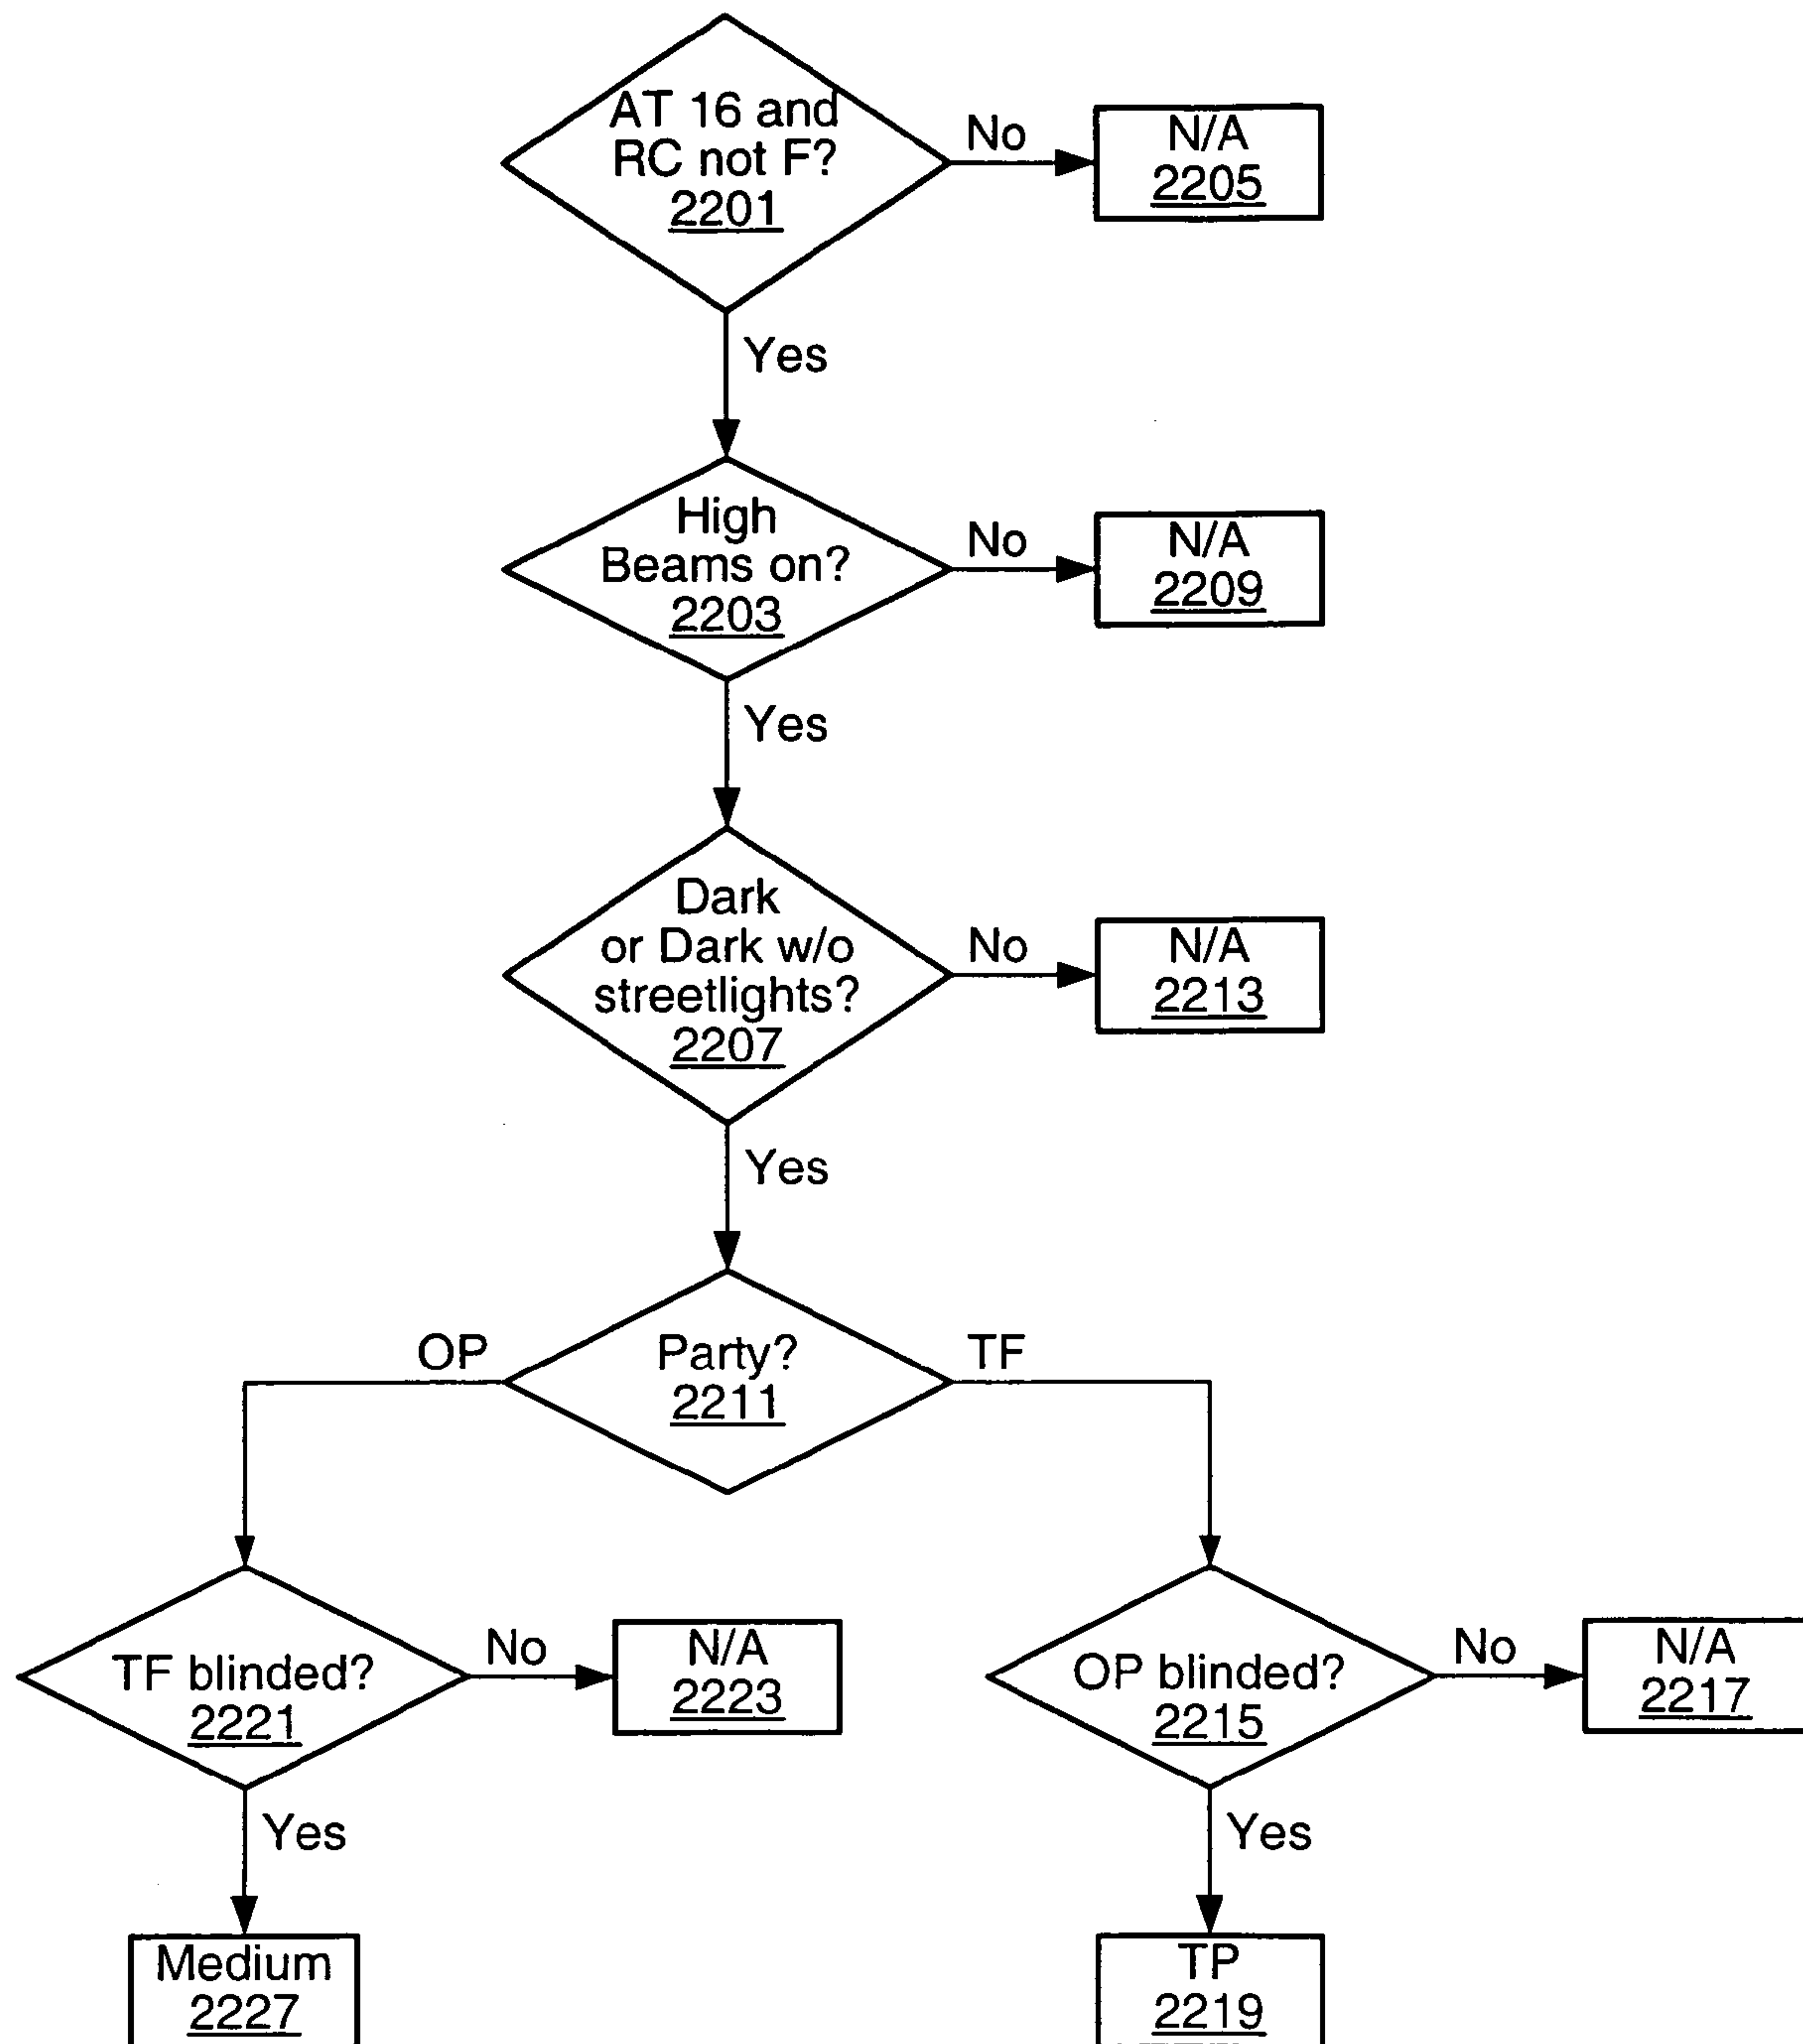 AT 16 and
RC not F?
2201
No
N/A
2205
Yes
High
Beams on?
2203
No
N/A
2209
Yes
Dark
or Dark w/o
streetlights?
2207
No
N/A
2213
Yes
OP
Party?
2211
TF
TF blinded?
2221
No
N/A
2223
OP blinded?
2215
No
N/A
2217
Yes
Yes
Medium
2227
TP
2219